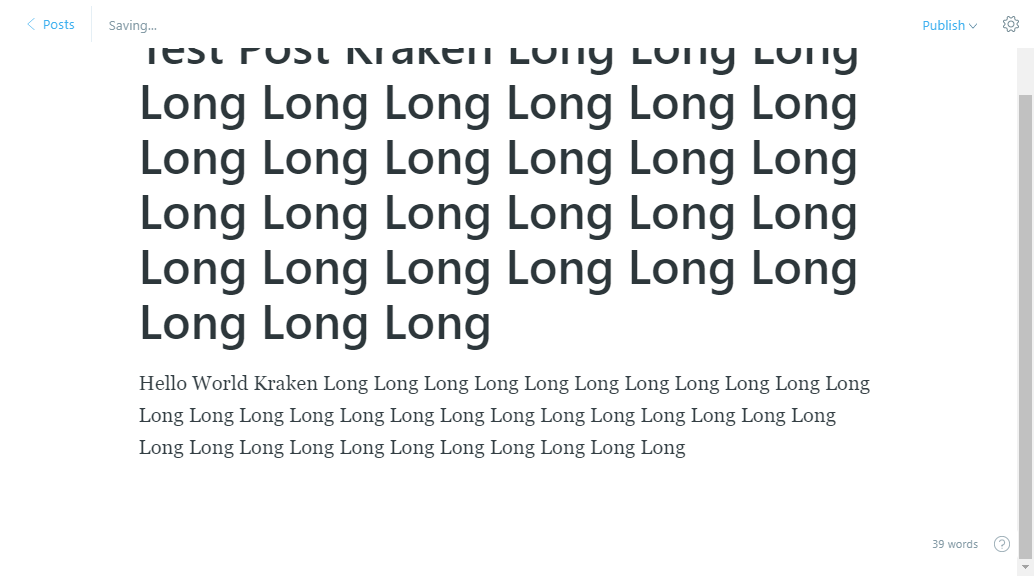 Posts
Saving...
Publish
Test Post Kraken Long Long Long
Long Long Long Long Long Long
Long Long Long Long Long Long
Long Long Long Long Long Long
Long Long Long Long Long Long
Long Long Long
Hello World Kraken Long Long Long Long Long Long Long Long Long Long Long
Long Long Long Long Long Long Long Long Long Long Long Long Long Long
Long Long Long Long Long Long Long Long Long Long Long
39 words